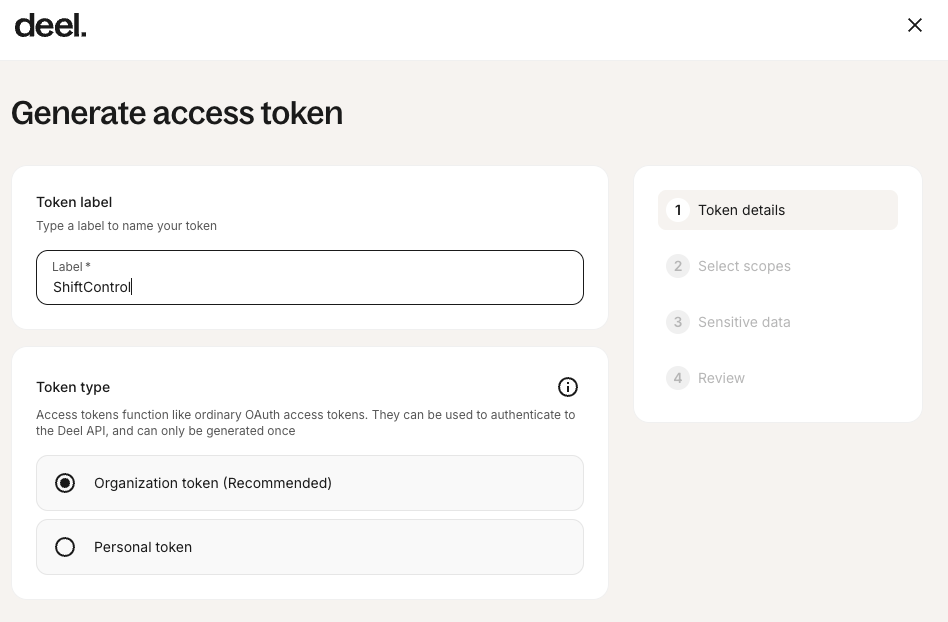 deel.
Generate access token
Token label
Type a label to name your token
Label *
ShiftControl
Token type
Access tokens function like ordinary OAuth access tokens. They can be used to authenticate to
the Deel API, and can only be generated once
Organization token (Recommended)
Personal token
1 Token details
2 Select scopes
3 Sensitive data
4 Review